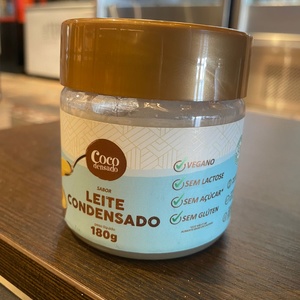 Coco
densado
SABOR
LEITE
CONDENSADO
180g
VEGANO
SEM LACTOSE
SEM AÇÚCAR*
SEM GLÚTEN